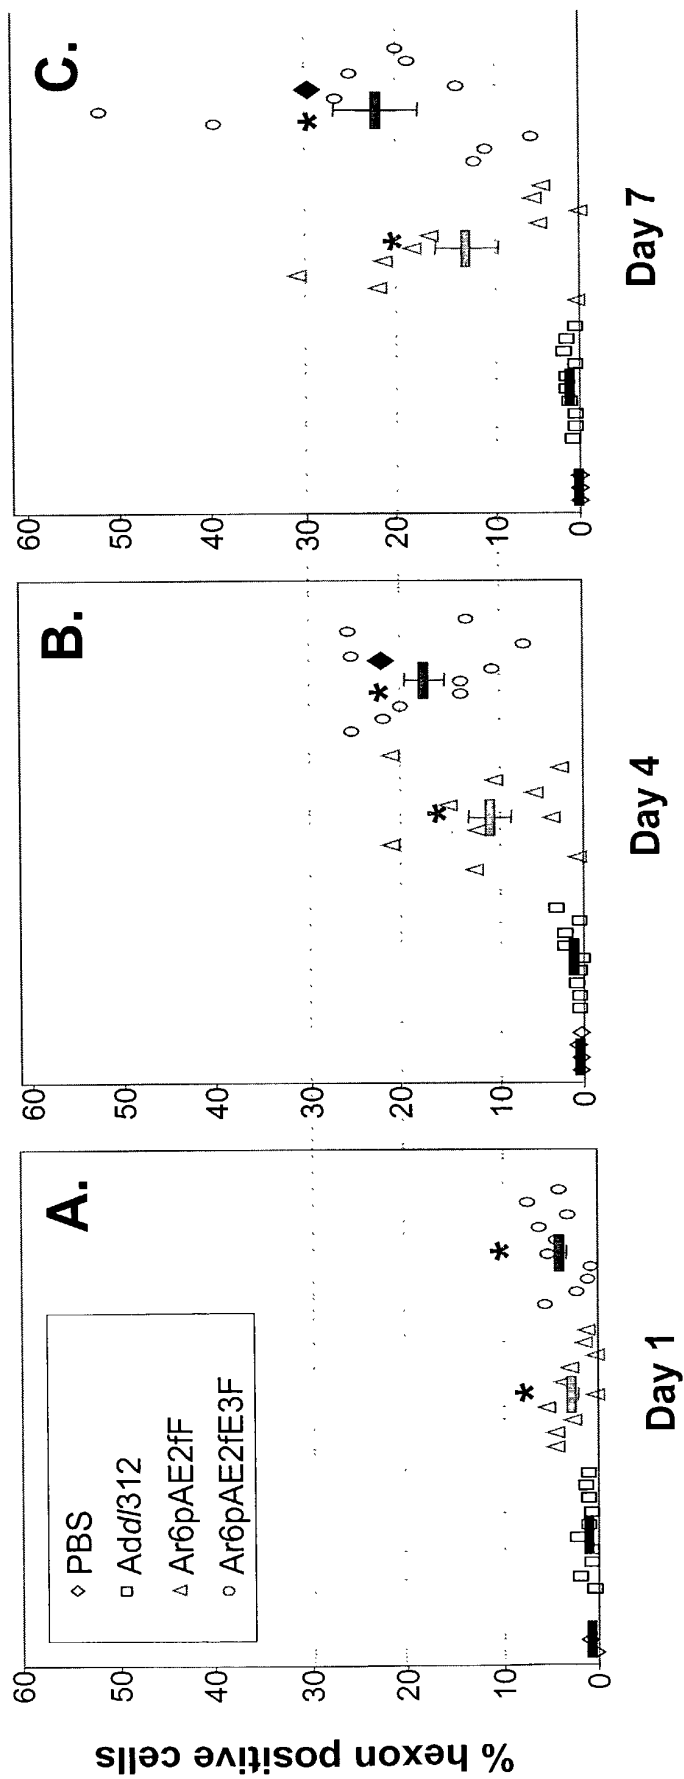 % hexon positive cells
60
50
40
30
20
10
0
A.
◇ PBS
□ Addl312
△ Ar6pAE2fF
○ Ar6pAE2fE3F
*
*
Day 1
60
50
40
30
20
10
0
B.
*
*
Day 4
60
50
40
30
20
10
0
C.
*
*
Day 7